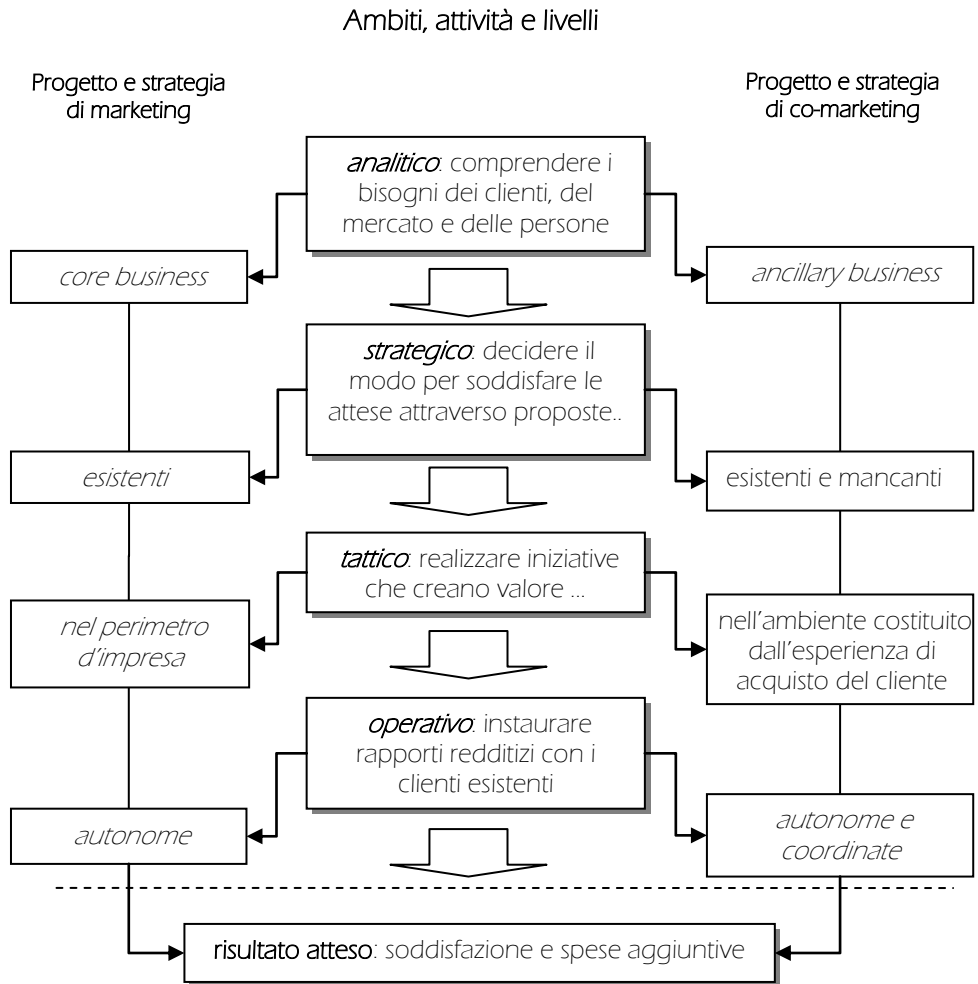 Ambiti, attività e livelli
Progetto e strategia
di marketing
Progetto e strategia
di co-marketing
analitico: comprendere i
bisogni dei clienti, del
mercato e delle persone
core business
ancillary business
strategico: decidere il
modo per soddisfare le
attese attraverso proposte..
esistenti
esistenti e mancanti
tattico: realizzare iniziative
che creano valore ...
nel perimetro
d'impresa
nell'ambiente costituito
dall'esperienza di
acquisto del cliente
operativo: instaurare
rapporti redditizi con i
clienti esistenti
autonome
autonome e
coordinate
risultato atteso: soddisfazione e spese aggiuntive